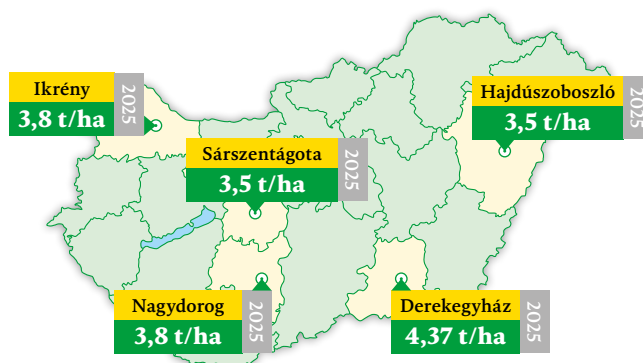 Ikrény
3,8 t/ha
2025
Hajdúszoboszló
3,5 t/ha
2025
Sárszentágota
3,5 t/ha
2025
Nagydorog
3,8 t/ha
2025
Derekegyház
4,37 t/ha
2025